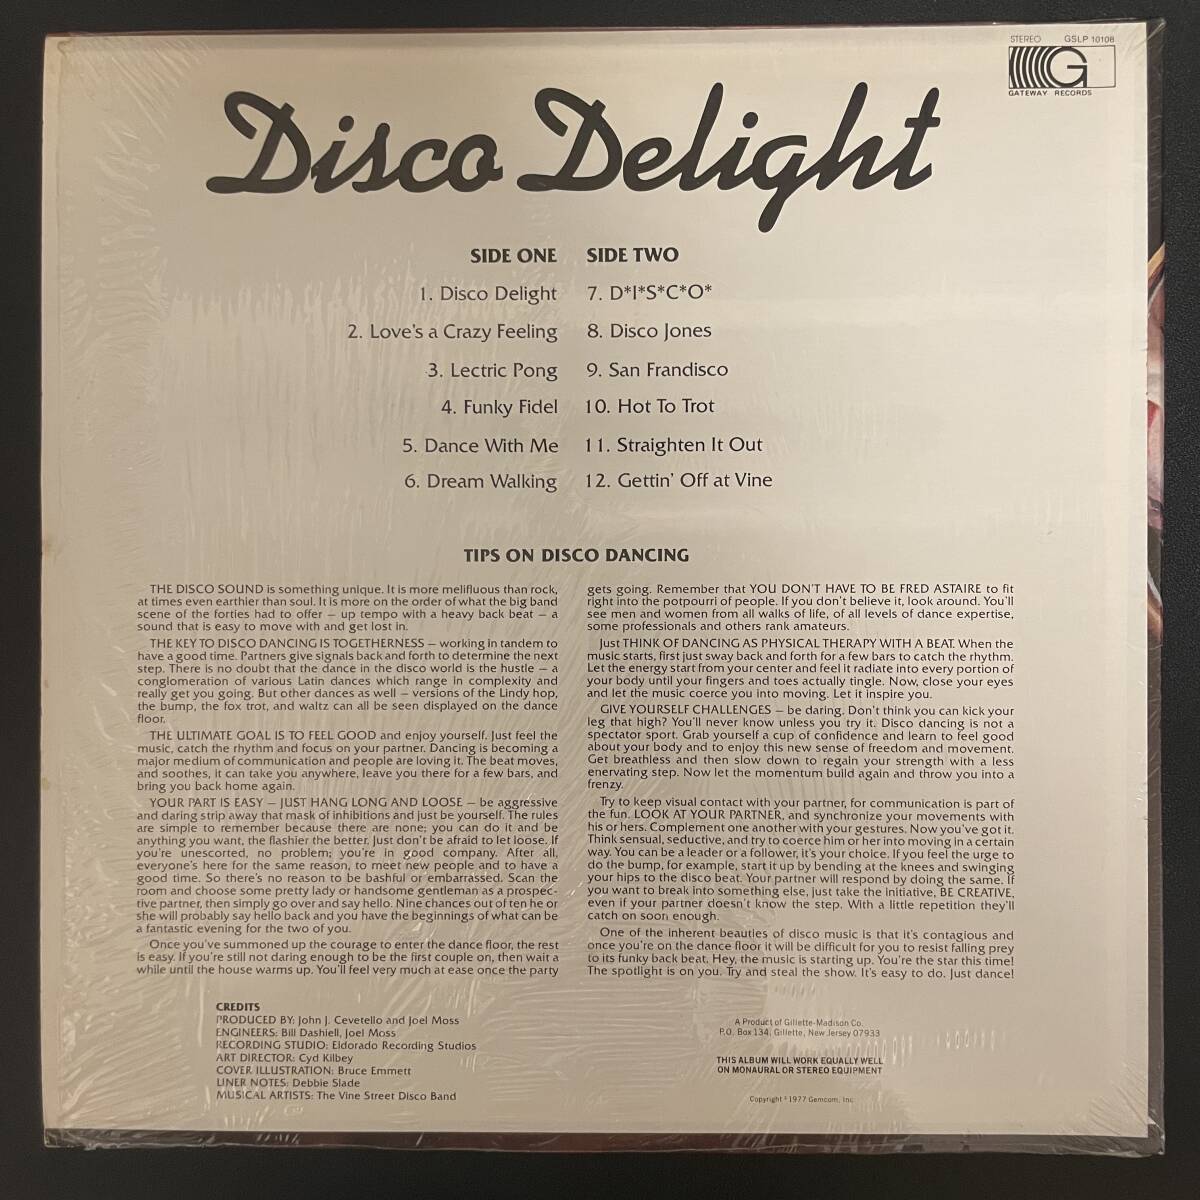 STEREO GSLP 10108
G
GATEWAY RECORDS
Disco Delight
SIDE ONE
1. Disco Delight
2. Love's a Crazy Feeling
3. Lectric Pong
4. Funky Fidel
5. Dance With Me
6. Dream Walking
SIDE TWO
7. D*I*S*C*O*
8. Disco Jones
9. San Frandisco
10. Hot To Trot
11. Straighten It Out
12. Gettin' Off at Vine
TIPS ON DISCO DANCING
THE DISCO SOUND is something unique. It is more melifluous than rock,
at times even earthier than soul. It is more on the order of what the big band
scene of the forties had to offer — up tempo with a heavy back beat — a
sound that is easy to move with and get lost in.
THE KEY TO DISCO DANCING IS TOGETHERNESS — working in tandem to
have a good time. Partners give signals back and forth to determine the next
step. There is no doubt that the dance in the disco world is the hustle — a
conglomeration of various Latin dances which range in complexity and
really get you going. But other dances as well — versions of the Lindy hop,
the bump, the fox trot, and waltz can all be seen displayed on the dance
floor.
THE ULTIMATE GOAL IS TO FEEL GOOD and enjoy yourself. Just feel the
music, catch the rhythm and focus on your partner. Dancing is becoming a
major medium of communication and people are loving it. The beat moves,
and soothes, it can take you anywhere, leave you there for a few bars, and
bring you back home again.
YOUR PART IS EASY — JUST HANG LONG AND LOOSE — be aggressive
and daring strip away that mask of inhibitions and just be yourself. The rules
are simple to remember because there are none; you can do it and be
anything you want, the flashier the better. Just don't be afraid to let loose. If
you're unescorted, no problem; you're in good company. After all,
everyone's here for the same reason, to meet new people and to have a
good time. So there's no reason to be bashful or embarrassed. Scan the
room and choose some pretty lady or handsome gentleman as a prospec-
tive partner, then simply go over and say hello. Nine chances out of ten he or
she will probably say hello back and you have the beginnings of what can be
a fantastic evening for the two of you.
Once you've summoned up the courage to enter the dance floor, the rest
is easy. If you're still not daring enough to be the first couple on, then wait a
while until the house warms up. You'll feel very much at ease once the party
gets going. Remember that YOU DON'T HAVE TO BE FRED ASTAIRE to fit
right into the potpourri of people. If you don't believe it, look around. You'll
see men and women from all walks of life, of all levels of dance expertise,
some professionals and others rank amateurs.
Just THINK OF DANCING AS PHYSICAL THERAPY WITH A BEAT. When the
music starts, first just sway back and forth for a few bars to catch the rhythm.
Let the energy start from your center and feel it radiate into every portion of
your body until your fingers and toes actually tingle. Now, close your eyes
and let the music coerce you into moving. Let it inspire you.
GIVE YOURSELF CHALLENGES — be daring. Don't think you can kick your
leg that high? You'll never know unless you try it. Disco dancing is not a
spectator sport. Grab yourself a cup of confidence and learn to feel good
about your body and to enjoy this new sense of freedom and movement.
Get breathless and then slow down to regain your strength with a less
enervating step. Now let the momentum build again and throw you into a
frenzy.
Try to keep visual contact with your partner, for communication is part of
the fun. LOOK AT YOUR PARTNER, and synchronize your movements with
his or hers. Complement one another with your gestures. Now you've got it.
Think sensual, seductive, and try to coerce him or her into moving in a certain
way. You can be a leader or a follower, it's your choice. If you feel the urge to
do the bump, for example, start it up by bending at the knees and swinging
your hips to the disco beat. Your partner will respond by doing the same. If
you want to break into something else, just take the initiative, BE CREATIVE,
even if your partner doesn't know the step. With a little repetition they'll
catch on soon enough.
One of the inherent beauties of disco music is that it's contagious and
once you're on the dance floor it will be difficult for you to resist falling prey
to its funky back beat. Hey, the music is starting up. You're the star this time!
The spotlight is on you. Try and steal the show. It's easy to do. Just dance!
CREDITS
PRODUCED BY: John J. Cevetello and Joel Moss
ENGINEERS: Bill Dashiell, Joel Moss
RECORDING STUDIO: Eldorado Recording Studios
ART DIRECTOR: Cyd Kilbey
COVER ILLUSTRATION: Bruce Emmett
LINER NOTES: Debbie Slade
MUSICAL ARTISTS: The Vine Street Disco Band
A Product of Gillette-Madison Co.
P.O. Box 134, Gillette, New Jersey 07933
THIS ALBUM WILL WORK EQUALLY WELL
ON MONAURAL OR STEREO EQUIPMENT
Copyright © 1977 Gemcom, Inc